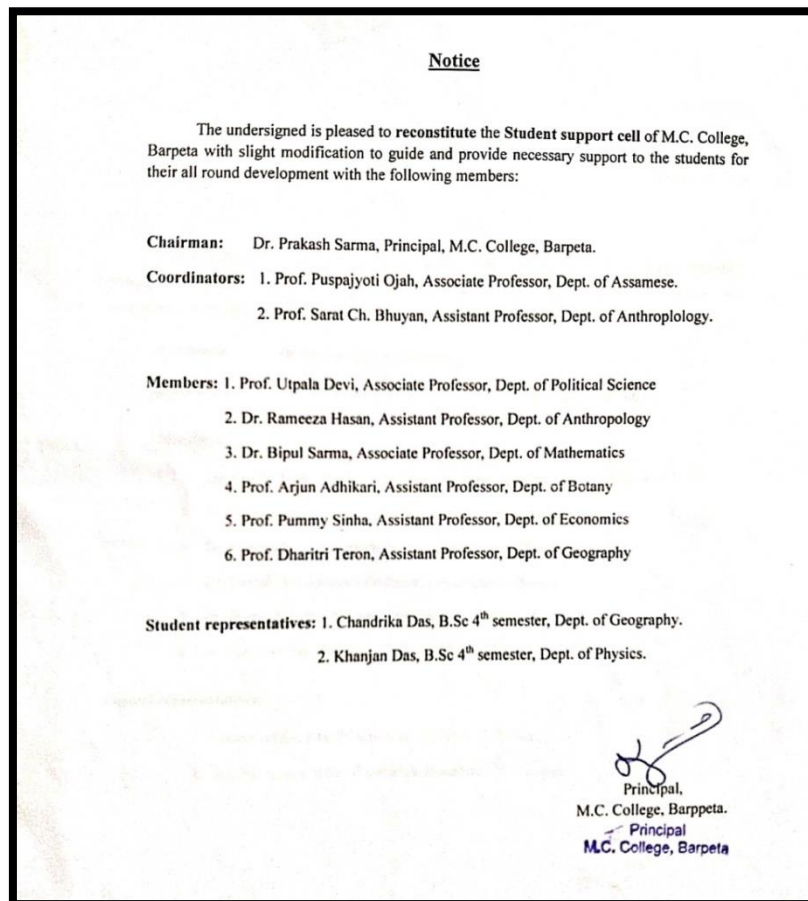 Notice
The undersigned is pleased to reconstitute the Student support cell of M.C. College,
Barpeta with slight modification to guide and provide necessary support to the students for
their all round development with the following members:
Chairman: Dr. Prakash Sarma, Principal, M.C. College, Barpeta.
Coordinators: 1. Prof. Puspajyoti Ojah, Associate Professor, Dept. of Assamese.
2. Prof. Sarat Ch. Bhuyan, Assistant Professor, Dept. of Anthroplology.
Members: 1. Prof. Utpala Devi, Associate Professor, Dept. of Political Science
2. Dr. Rameeza Hasan, Assistant Professor, Dept. of Anthropology
3. Dr. Bipul Sarma, Associate Professor, Dept. of Mathematics
4. Prof. Arjun Adhikari, Assistant Professor, Dept. of Botany
5. Prof. Pummy Sinha, Assistant Professor, Dept. of Economics
6. Prof. Dharitri Teron, Assistant Professor, Dept. of Geography
Student representatives: 1. Chandrika Das, B.Sc 4th semester, Dept. of Geography.
2. Khanjan Das, B.Sc 4th semester, Dept. of Physics.
Principal,
M.C. College, Barppeta.
Principal
M.C. College, Barpeta